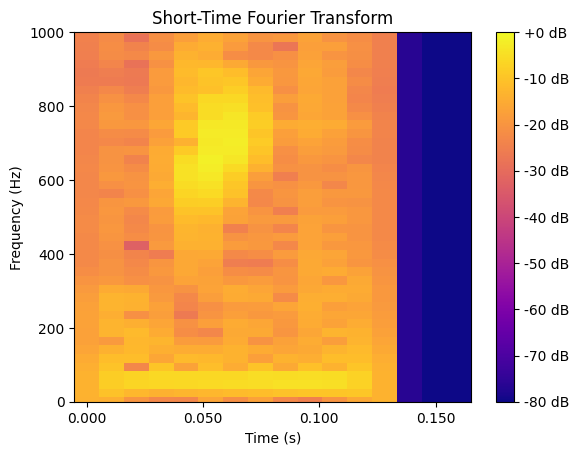 Short-Time Fourier Transform
Frequency (Hz)
1000
800
600
400
200
0
0.000
0.050
0.100
0.150
Time (s)
+0 dB
-10 dB
-20 dB
-30 dB
-40 dB
-50 dB
-60 dB
-70 dB
-80 dB